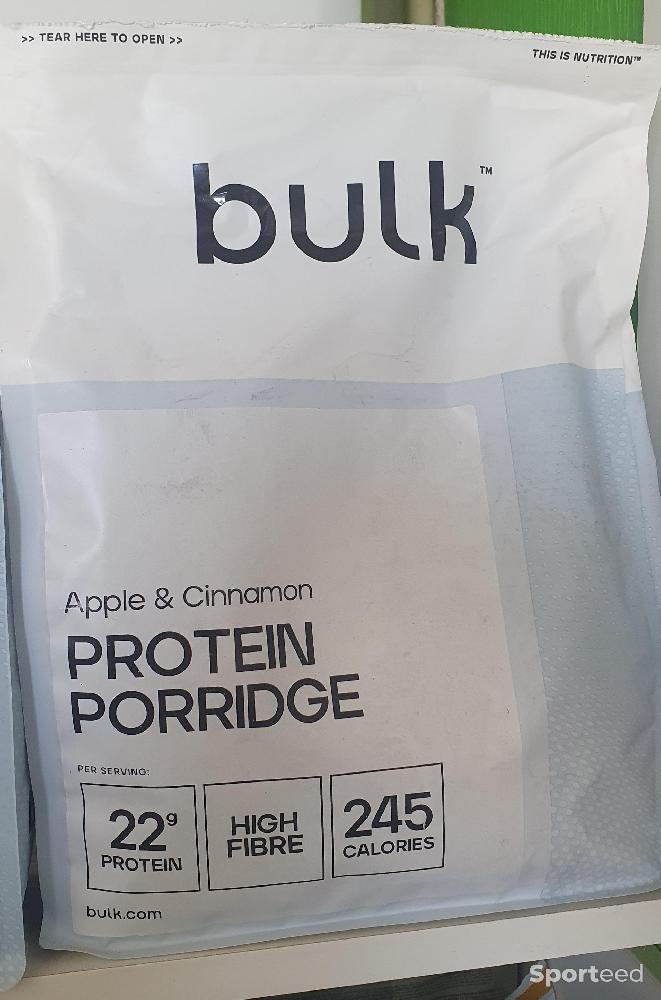 >> TEAR HERE TO OPEN >>
THIS IS NUTRITION™
bulk™
Apple & Cinnamon
PROTEIN
PORRIDGE
PER SERVING:
22g
PROTEIN
HIGH
FIBRE
245
CALORIES
bulk.com
Sporteed